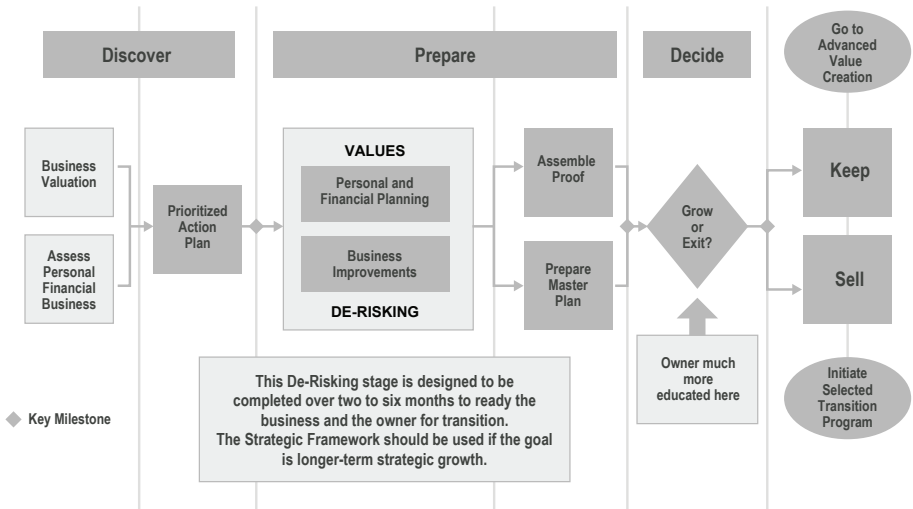 Discover
Prepare
Decide
Go to
Advanced
Value
Creation
Business
Valuation
Assess
Personal
Financial
Business
Prioritized
Action
Plan
VALUES
Personal and
Financial Planning
Business
Improvements
DE-RISKING
Assemble
Proof
Prepare
Master
Plan
Grow
or
Exit?
Keep
Sell
Owner much
more
educated here
Initiate
Selected
Transition
Program
This De-Risking stage is designed to be
completed over two to six months to ready the
business and the owner for transition.
The Strategic Framework should be used if the goal
is longer-term strategic growth.
Key Milestone